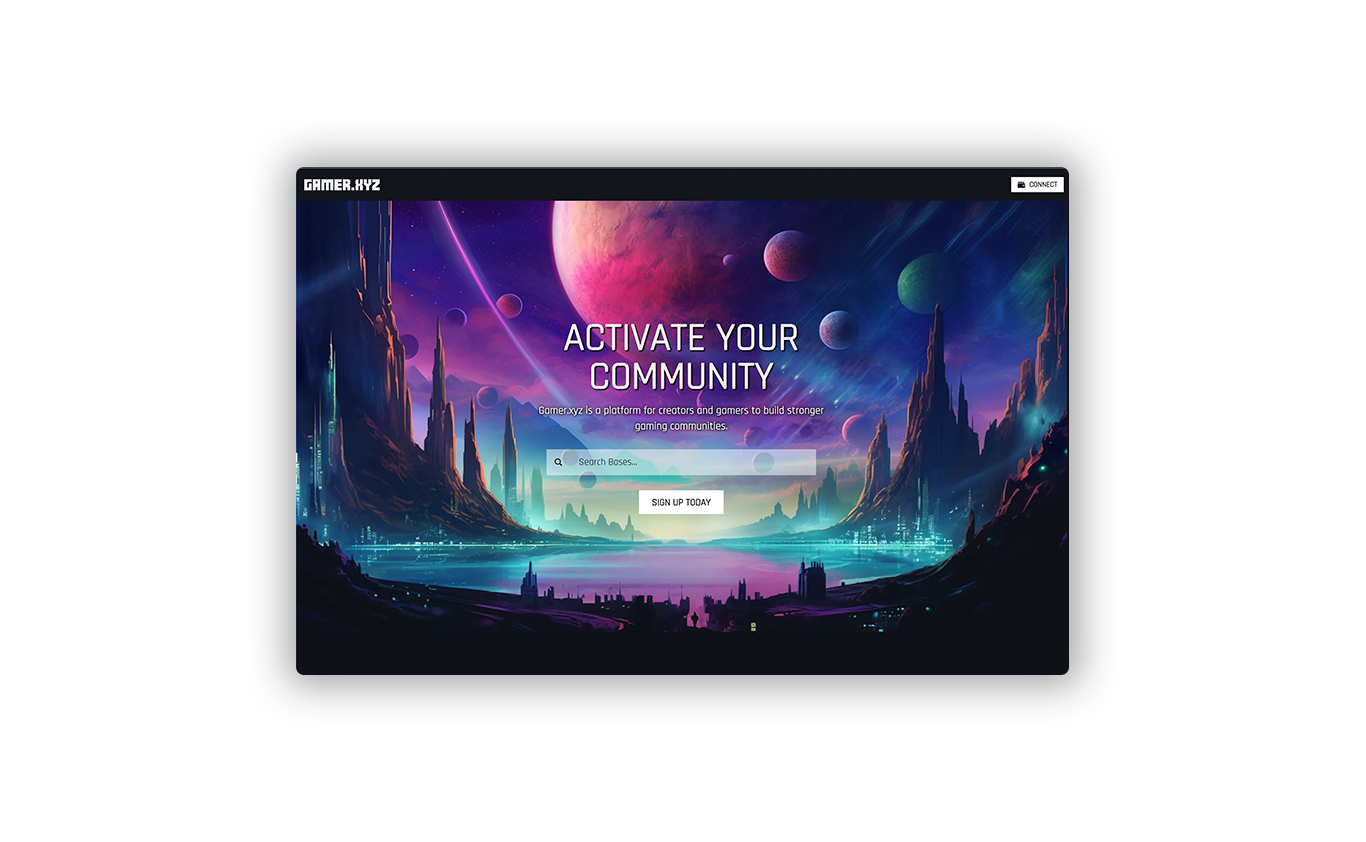 GAMER.XYZ
CONNECT
ACTIVATE YOUR
COMMUNITY
Gamer.xyz is a platform for creators and gamers to build stronger
gaming communities.
Search Bases...
SIGN UP TODAY